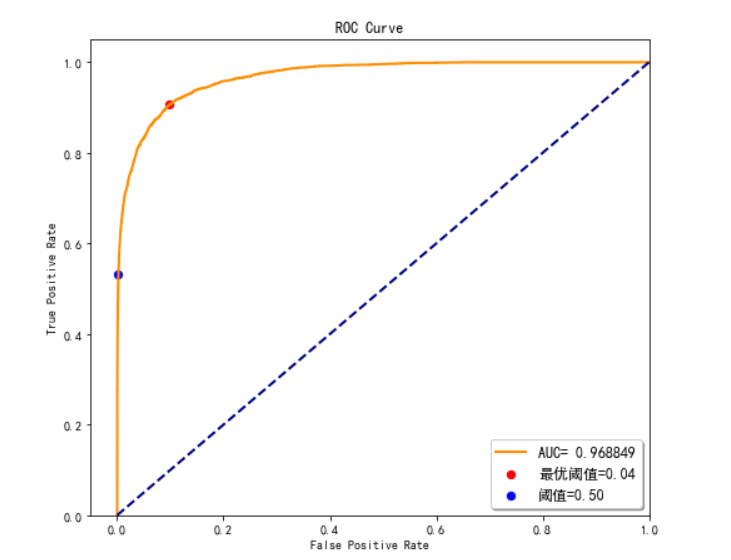 ROC Curve
1.0
0.8
0.6
0.4
0.2
0.0
True Positive Rate
0.0 0.2 0.4 0.6 0.8 1.0
False Positive Rate
AUC= 0.968849
最优阈值=0.04
阈值=0.50